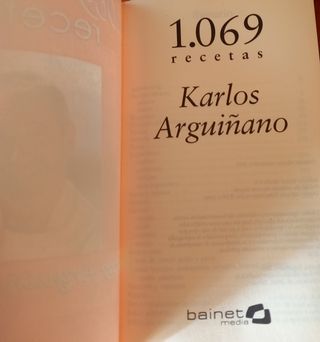 1.069
recetas
Karlos
Arguiñano
bainet
media